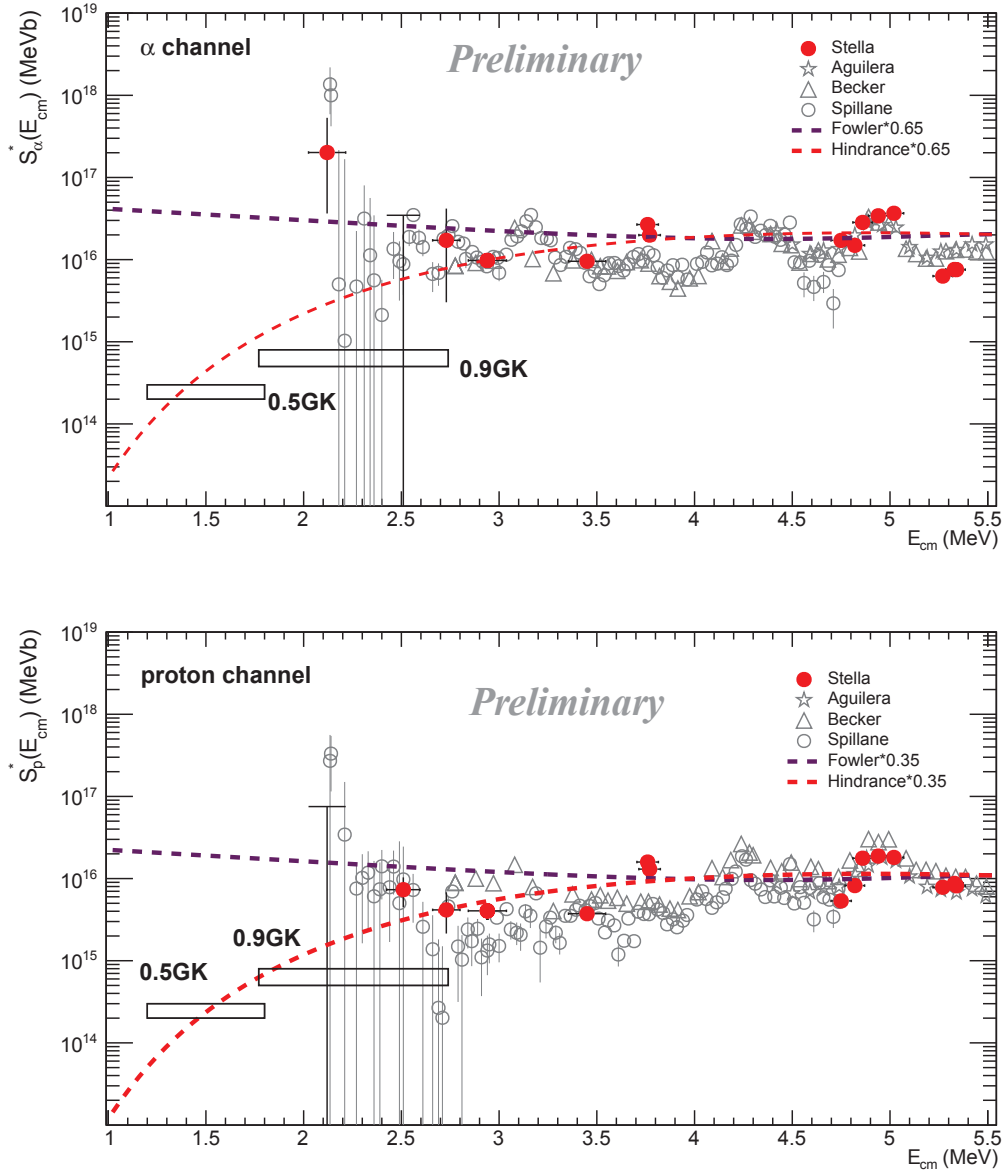 10^19
α channel
Preliminary
Stella
Aguilera
Becker
Spillane
Fowler*0.65
Hindrance*0.65
S*α(Ecm) (MeVb)
10^18
10^17
10^16
10^15
10^14
0.9GK
0.5GK
1 1.5 2 2.5 3 3.5 4 4.5 5 5.5
Ecm (MeV)
10^19
proton channel
Preliminary
Stella
Aguilera
Becker
Spillane
Fowler*0.35
Hindrance*0.35
S*p(Ecm) (MeVb)
10^18
10^17
10^16
10^15
10^14
0.9GK
0.5GK
1 1.5 2 2.5 3 3.5 4 4.5 5 5.5
Ecm (MeV)